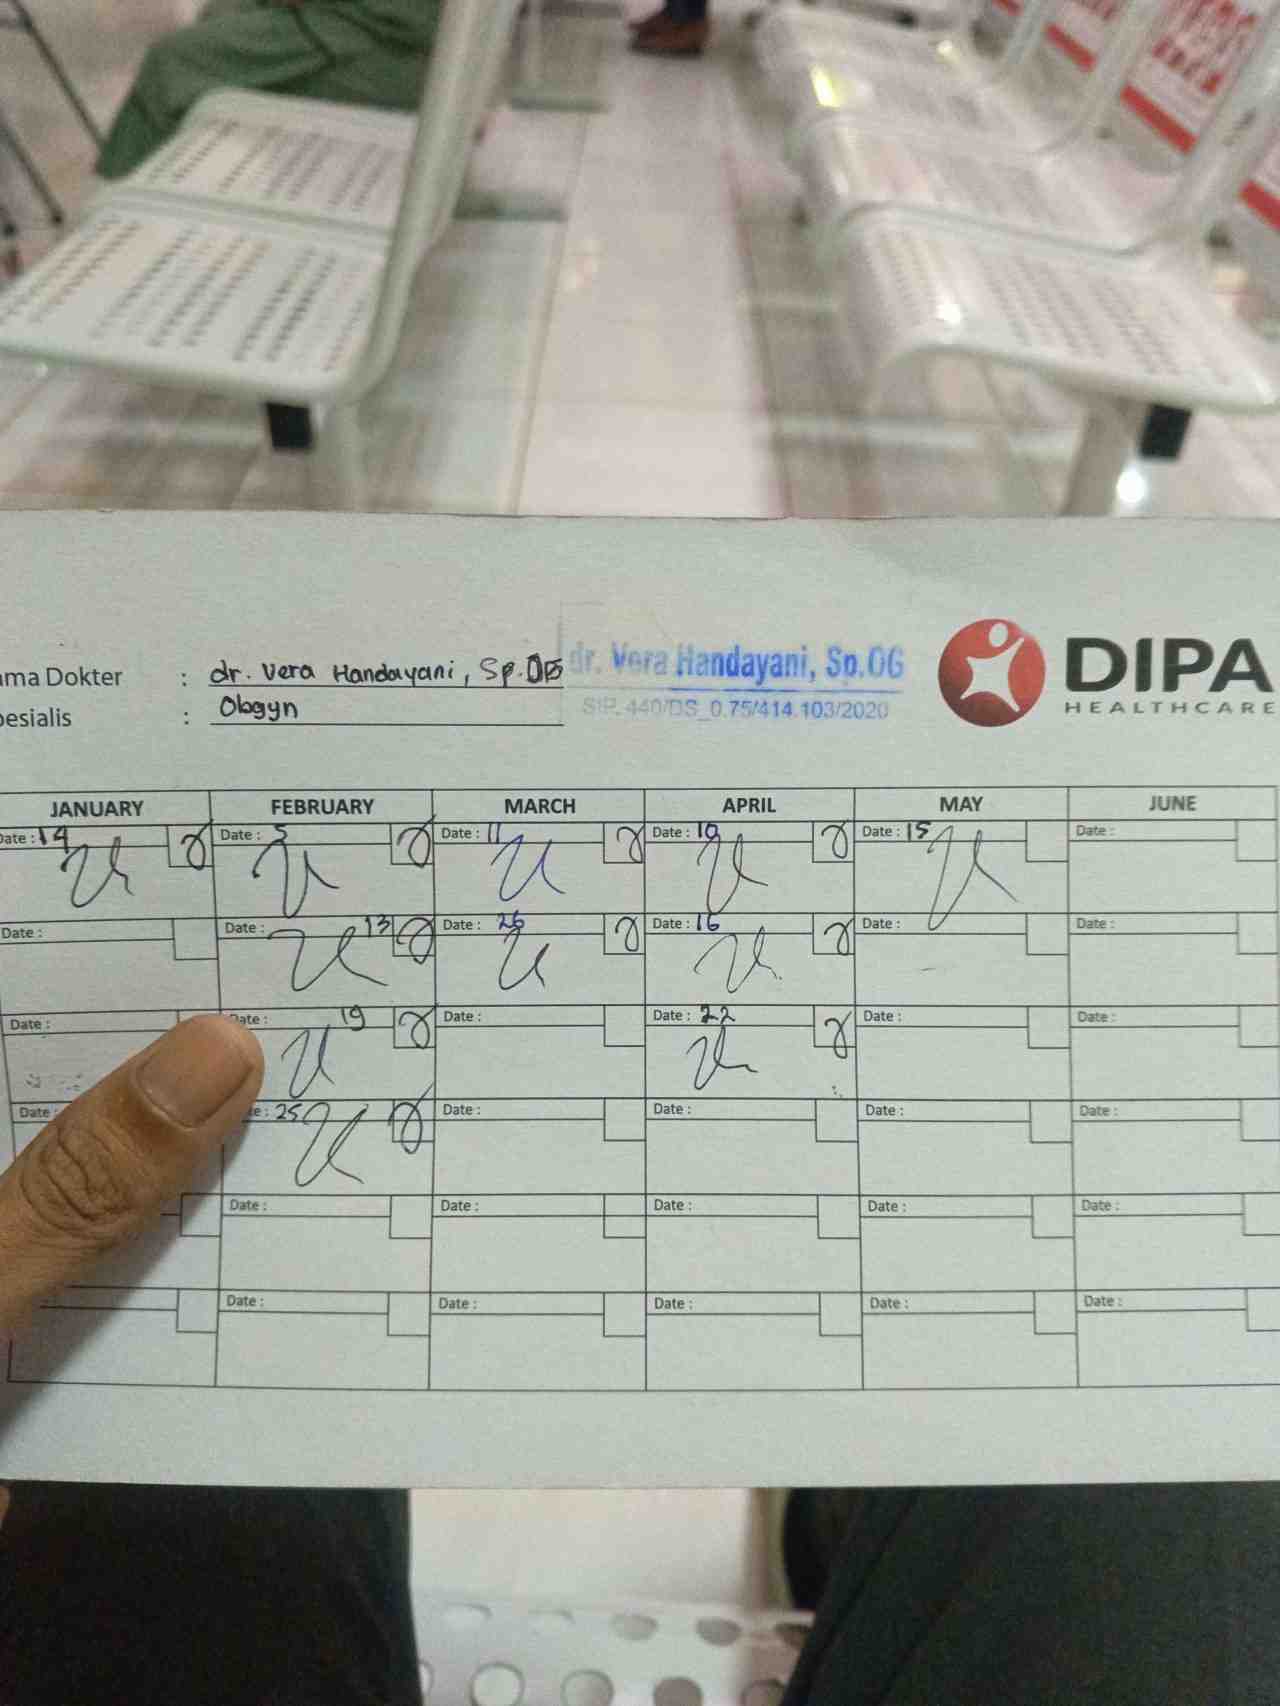 ama Dokter : dr. Vera Handayani, Sp.OG
pesialis : Obgyn
dr. Vera Handayani, Sp.OG
SIP. 440/DS_0.75/414.103/2020
DIPA
HEALTHCARE
JANUARY FEBRUARY MARCH APRIL MAY JUNE
Date : 14 Date : 5 Date : 11 Date : 10 Date : 15 Date :
Date : Date : 13 Date : 26 Date : 16 Date : Date :
Date : Date : 19 Date : Date : 22 Date : Date :
Date : te : 25 Date : Date : Date : Date :
Date : Date : Date : Date : Date :
Date : Date : Date : Date : Date :